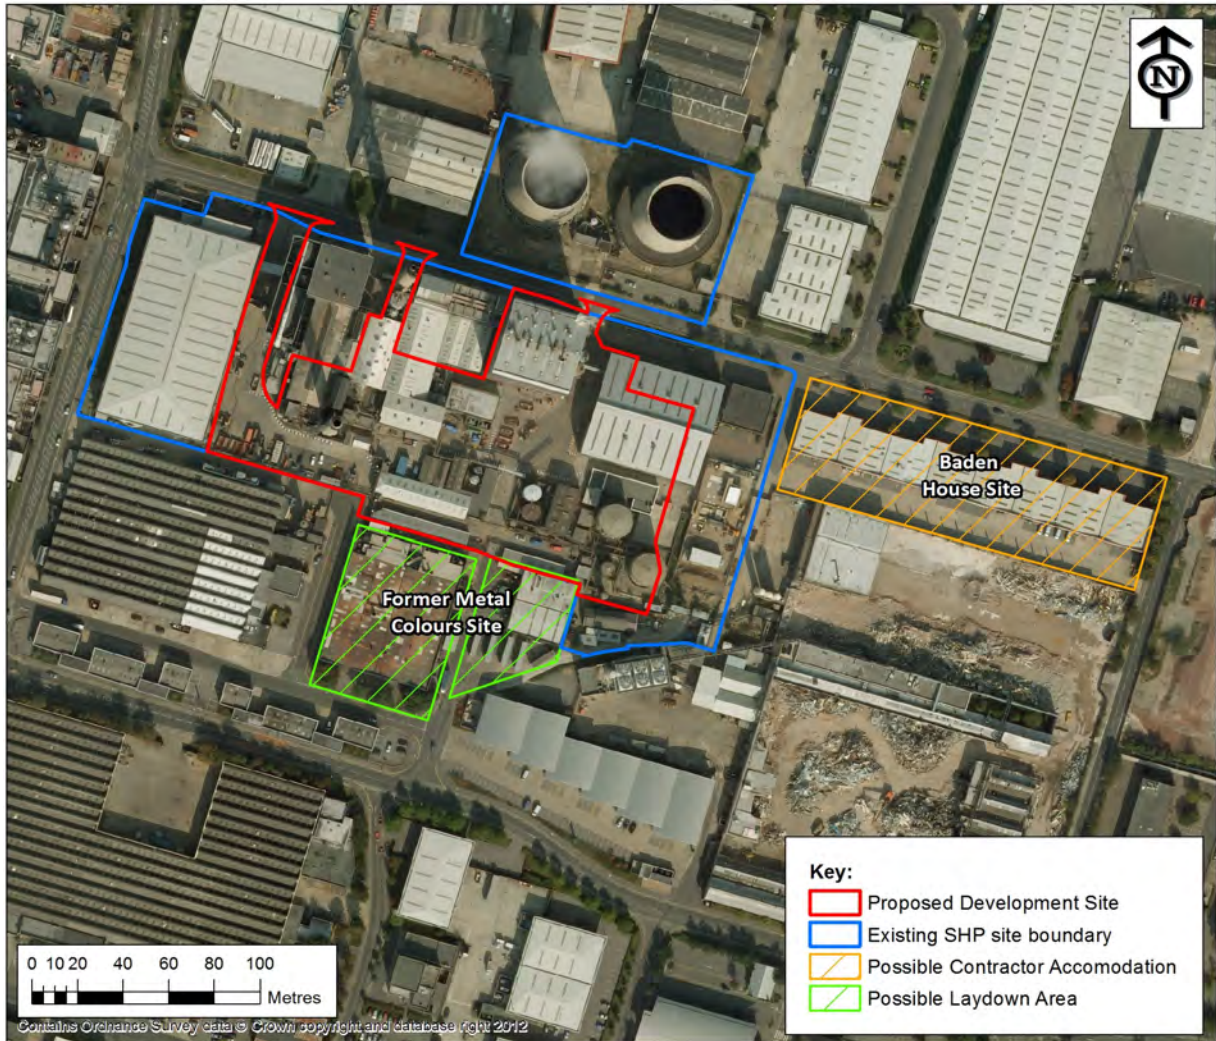 N
Baden
House Site
Former Metal
Colours Site
Key:
Proposed Development Site
Existing SHP site boundary
Possible Contractor Accomodation
Possible Laydown Area
0 10 20 40 60 80 100
Metres
Contains Ordnance Survey data © Crown copyright and database right 2012